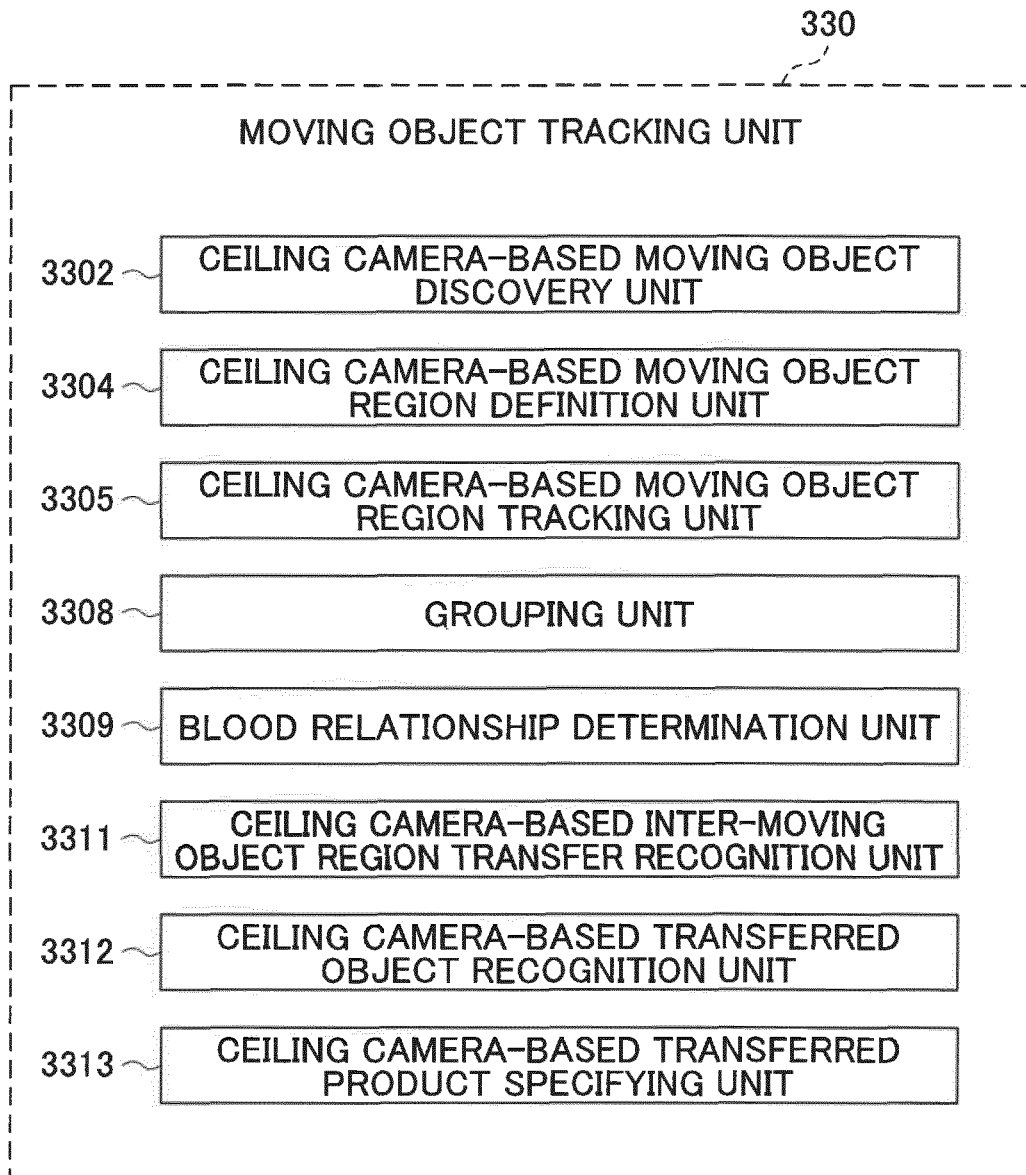 330
MOVING OBJECT TRACKING UNIT
3302
CEILING CAMERA-BASED MOVING OBJECT
DISCOVERY UNIT
3304
CEILING CAMERA-BASED MOVING OBJECT
REGION DEFINITION UNIT
3305
CEILING CAMERA-BASED MOVING OBJECT
REGION TRACKING UNIT
3308
GROUPING UNIT
3309
BLOOD RELATIONSHIP DETERMINATION UNIT
3311
CEILING CAMERA-BASED INTER-MOVING
OBJECT REGION TRANSFER RECOGNITION UNIT
3312
CEILING CAMERA-BASED TRANSFERRED
OBJECT RECOGNITION UNIT
3313
CEILING CAMERA-BASED TRANSFERRED
PRODUCT SPECIFYING UNIT